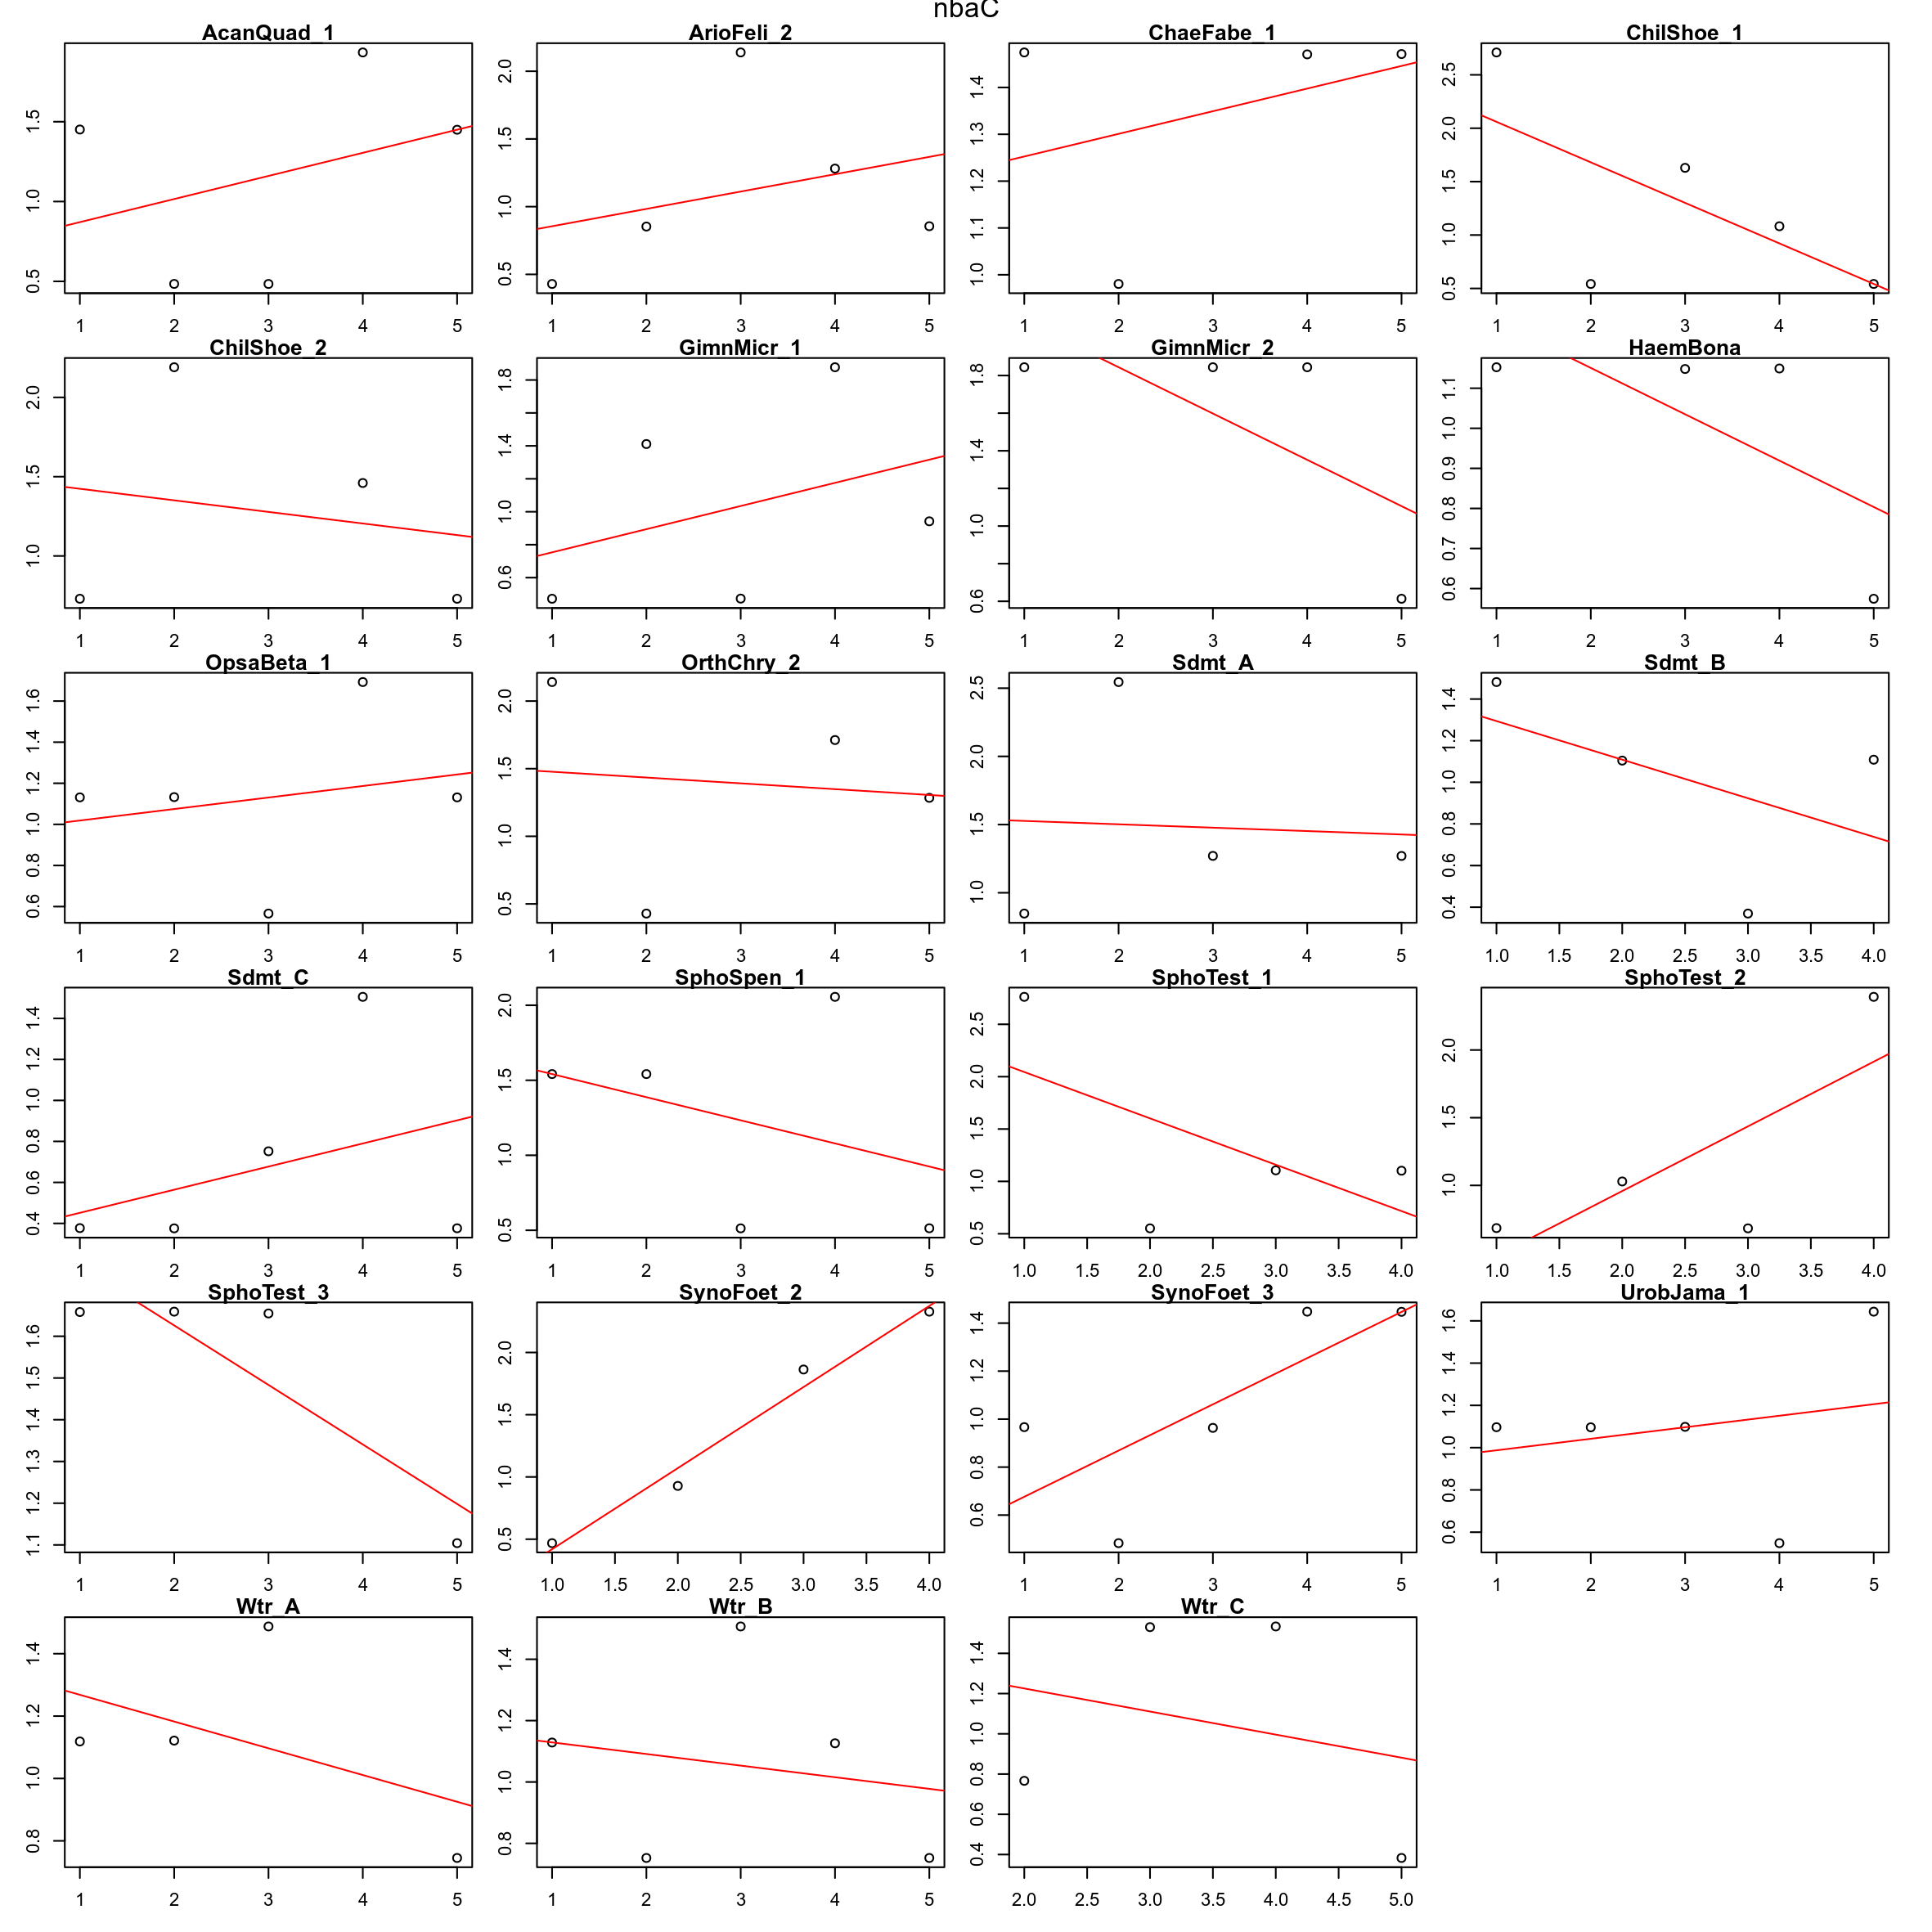 nbaC
AcanQuad_1 ArioFeli_2 ChaeFabe_1 ChilShoe_1
0.5 1.0 1.5
1 2 3 4 5
0.5 1.0 1.5 2.0
1 2 3 4 5
1.0 1.1 1.2 1.3 1.4
1 2 3 4 5
0.5 1.0 1.5 2.0 2.5
1 2 3 4 5
ChilShoe_2 GimnMicr_1 GimnMicr_2 HaemBona
1.0 1.5 2.0
1 2 3 4 5
0.6 1.0 1.4 1.8
1 2 3 4 5
0.6 1.0 1.4 1.8
1 2 3 4 5
0.6 0.7 0.8 0.9 1.0 1.1
1 2 3 4 5
OpsaBeta_1 OrthChry_2 Sdmt_A Sdmt_B
0.6 0.8 1.0 1.2 1.4 1.6
1 2 3 4 5
0.5 1.0 1.5 2.0
1 2 3 4 5
1.0 1.5 2.0 2.5
1 2 3 4 5
0.4 0.6 0.8 1.0 1.2 1.4
1.0 1.5 2.0 2.5 3.0 3.5 4.0
Sdmt_C SphoSpen_1 SphoTest_1 SphoTest_2
0.4 0.6 0.8 1.0 1.2 1.4
1 2 3 4 5
0.5 1.0 1.5 2.0
1 2 3 4 5
0.5 1.0 1.5 2.0 2.5
1.0 1.5 2.0 2.5 3.0 3.5 4.0
1.0 1.5 2.0
1.0 1.5 2.0 2.5 3.0 3.5 4.0
SphoTest_3 SynoFoet_2 SynoFoet_3 UrobJama_1
1.1 1.2 1.3 1.4 1.5 1.6
1 2 3 4 5
0.5 1.0 1.5 2.0
1.0 1.5 2.0 2.5 3.0 3.5 4.0
0.6 0.8 1.0 1.2 1.4
1 2 3 4 5
0.6 0.8 1.0 1.2 1.4 1.6
1 2 3 4 5
Wtr_A Wtr_B Wtr_C
0.8 1.0 1.2 1.4
1 2 3 4 5
0.8 1.0 1.2 1.4
1 2 3 4 5
0.4 0.6 0.8 1.0 1.2 1.4
2.0 2.5 3.0 3.5 4.0 4.5 5.0